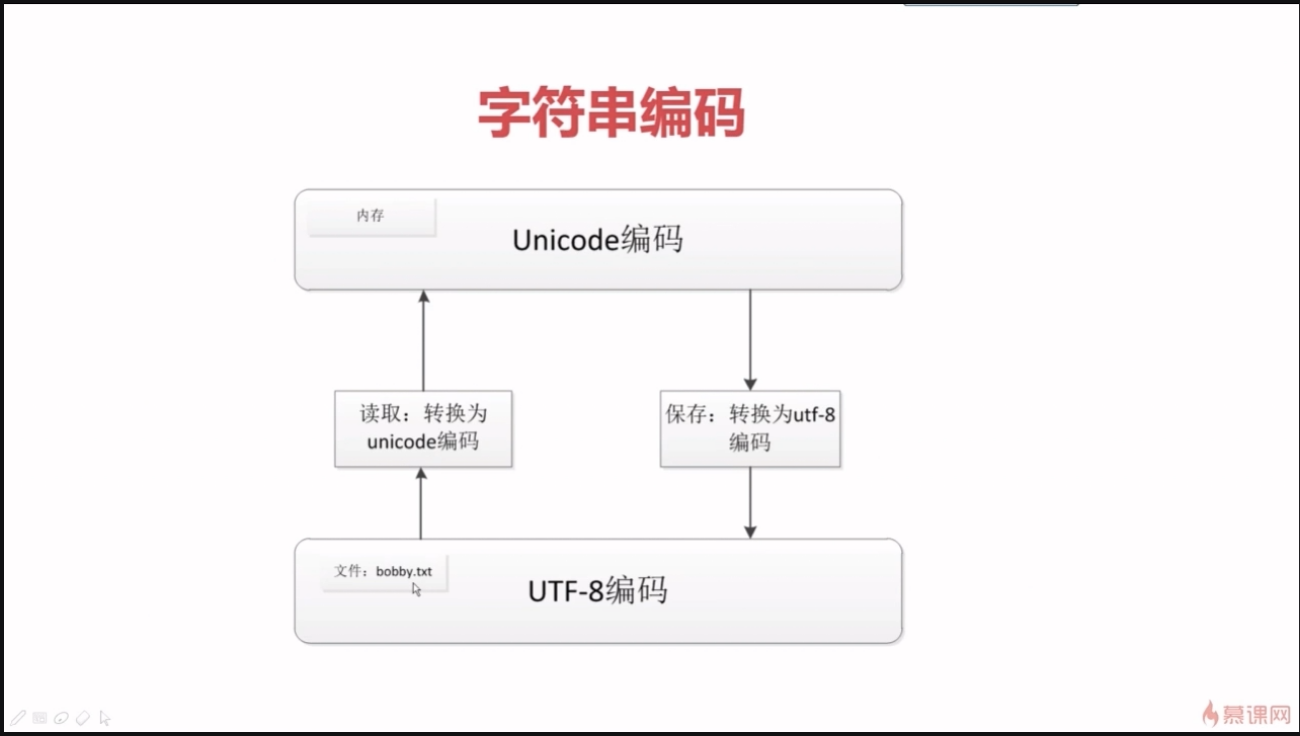 字符串编码
内存
Unicode编码
读取：转换为
unicode编码
保存：转换为utf-8
编码
文件：bobby.txt
UTF-8编码
慕课网